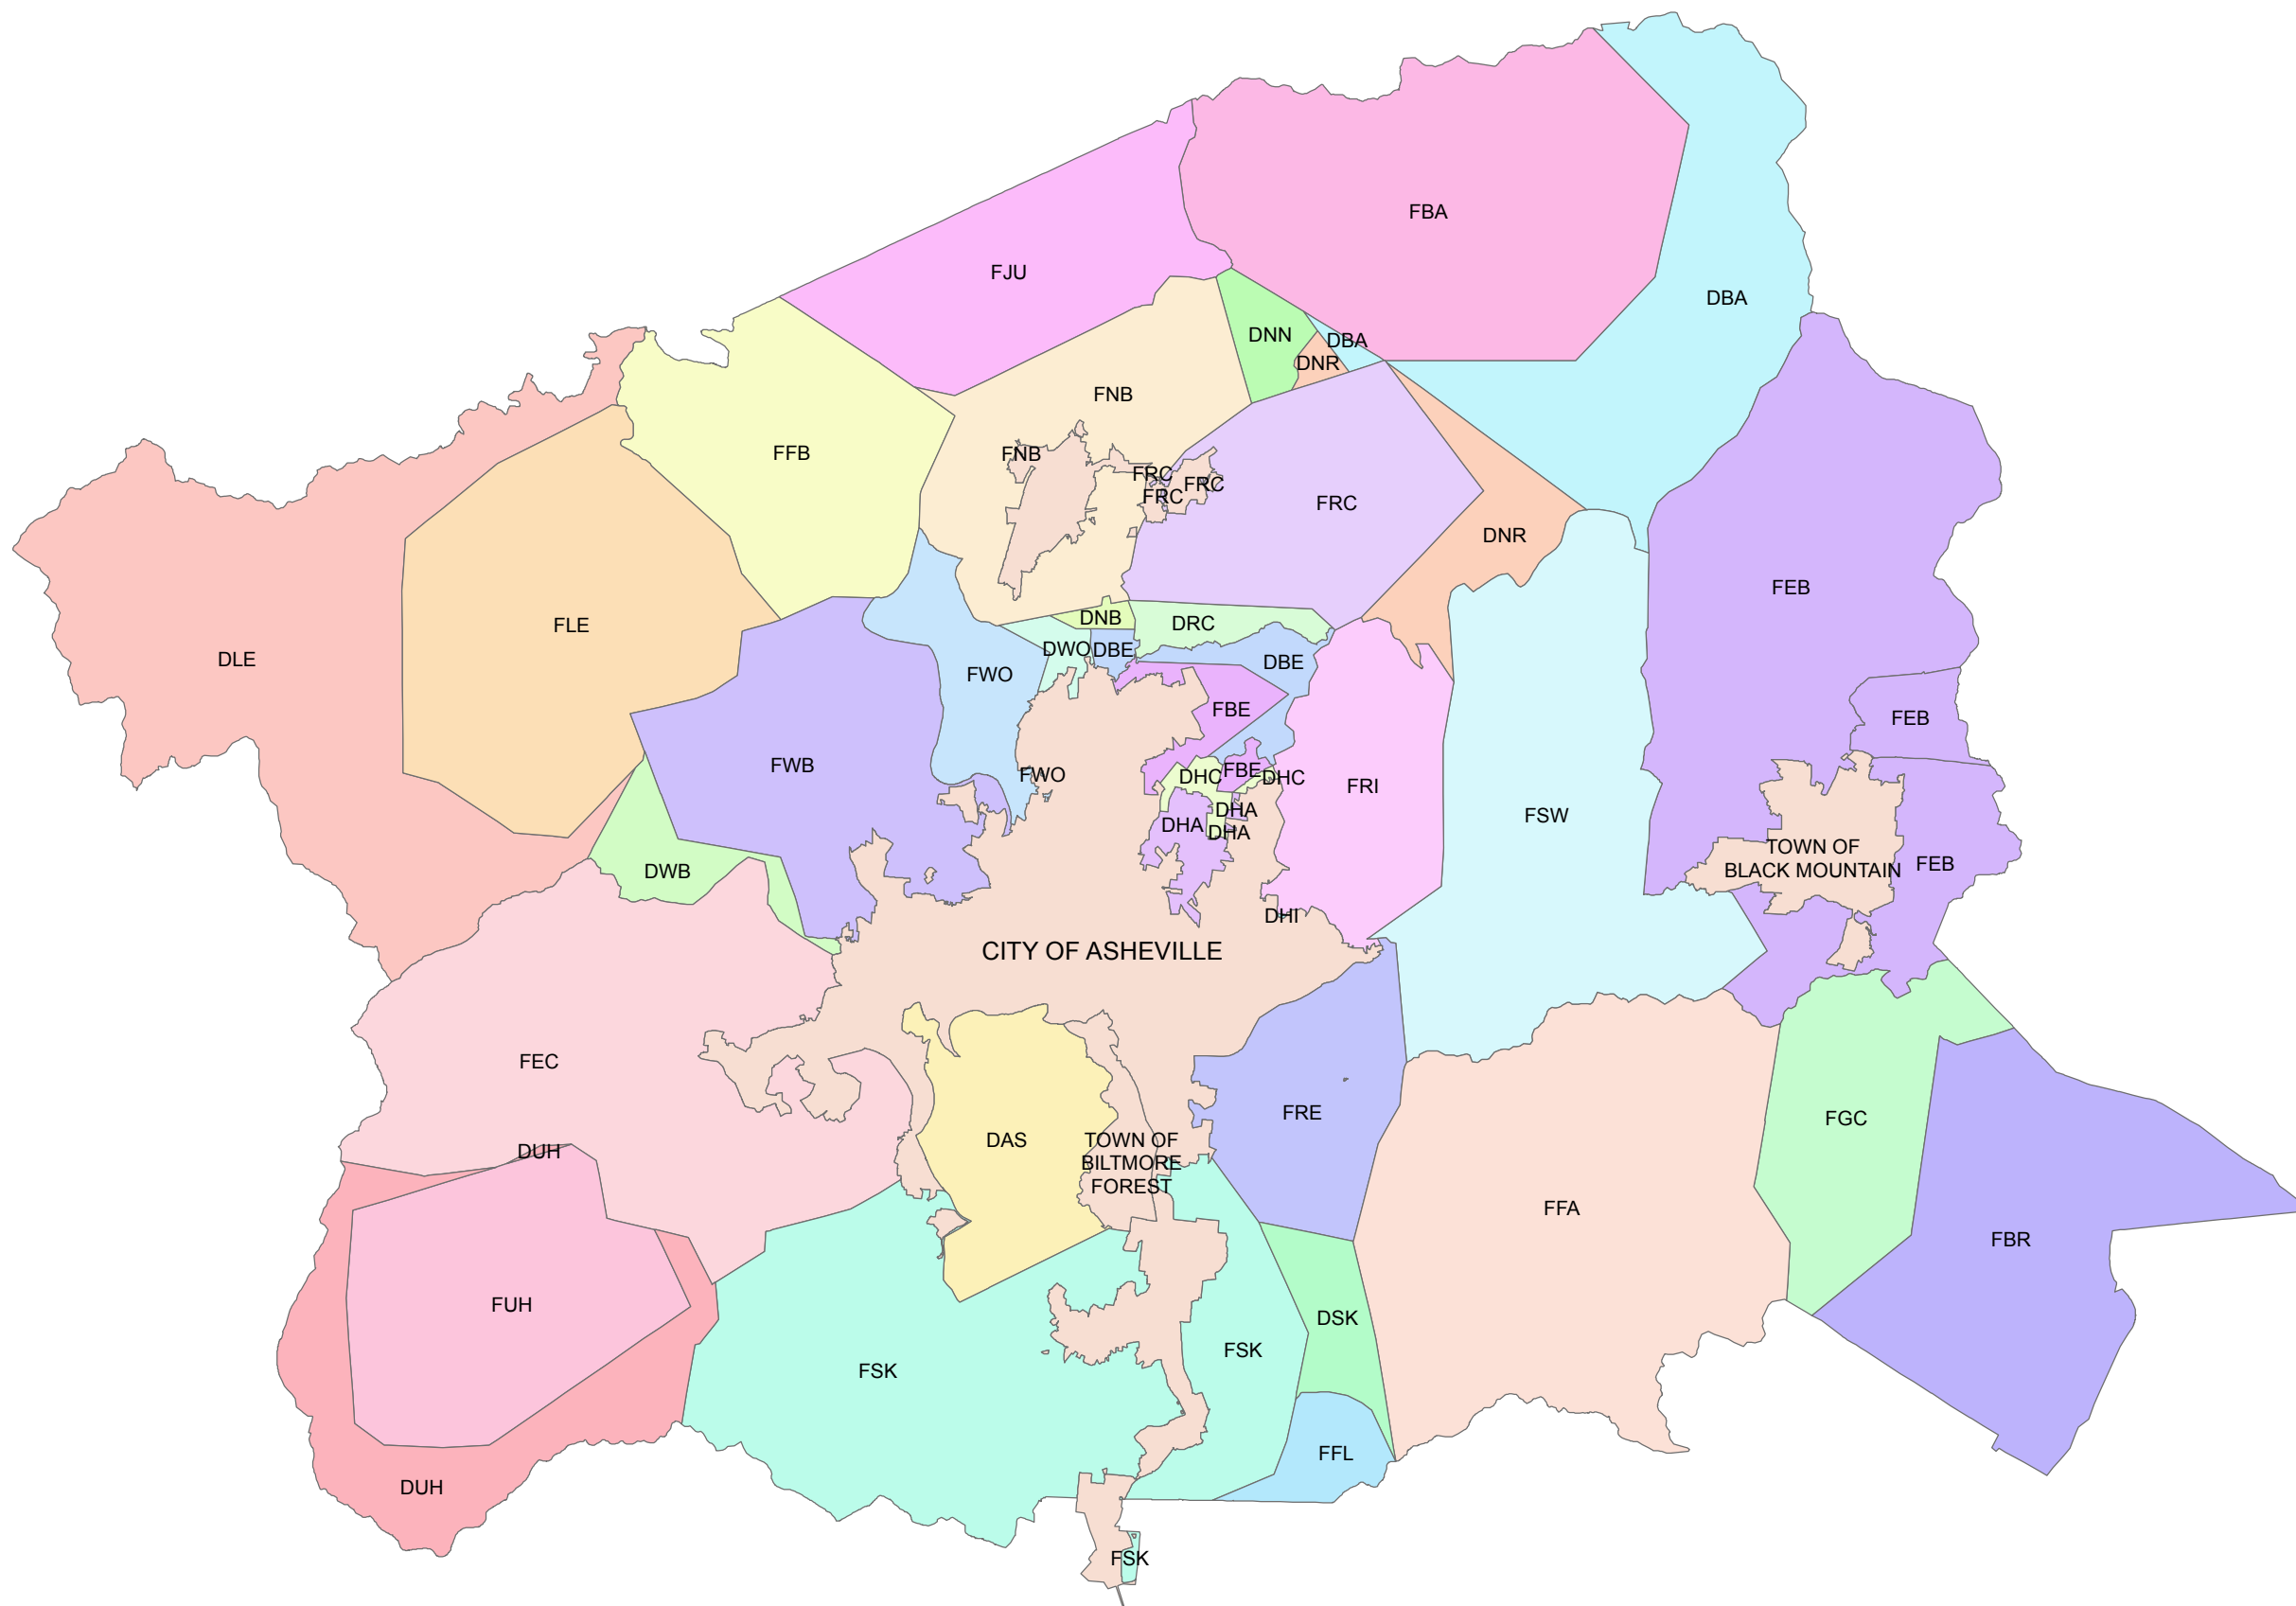 FBA
FJU
DBA
DNN
DBA
DNR
FNB
FFB
FNB
FRC
FRC
FRC
FRC
DNR
FEB
DNB
DRC
FLE
DWO
DBE
DBE
DLE
FWO
FBE
FEB
FWB
FWO
DHC
FBE
DHC
FRI
DHA
FSW
DHA
DHA
TOWN OF
BLACK MOUNTAIN
FEB
DWB
DHI
CITY OF ASHEVILLE
FEC
FRE
FGC
DUH
DAS
TOWN OF
BILTMORE
FOREST
FFA
FBR
FUH
DSK
FSK
FSK
FFL
DUH
FSK